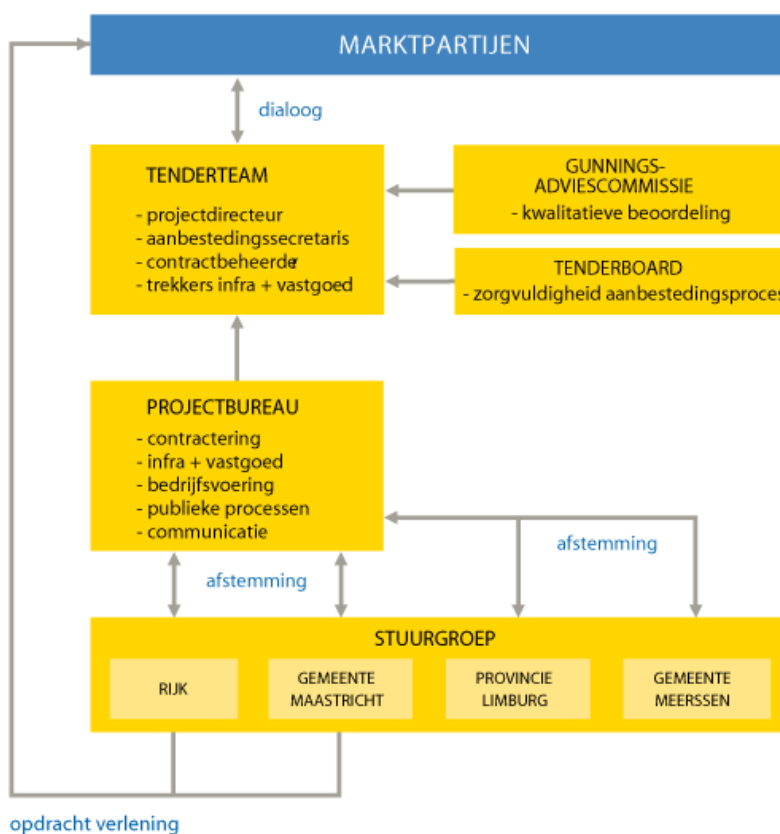 MARKTPARTIJEN
dialoog
TENDERTEAM
- projectdirecteur
- aanbestedingssecretaris
- contractbeheerder
- trekkers infra + vastgoed
GUNNINGS-
ADVIESCOMMISSIE
- kwalitatieve beoordeling
TENDERBOARD
- zorgvuldigheid aanbestedingsproces
PROJECTBUREAU
- contractering
- infra + vastgoed
- bedrijfsvoering
- publieke processen
- communicatie
afstemming
afstemming
STUURGROEP
RIJK
GEMEENTE
MAASTRICHT
PROVINCIE
LIMBURG
GEMEENTE
MEERSSEN
opdracht verlening